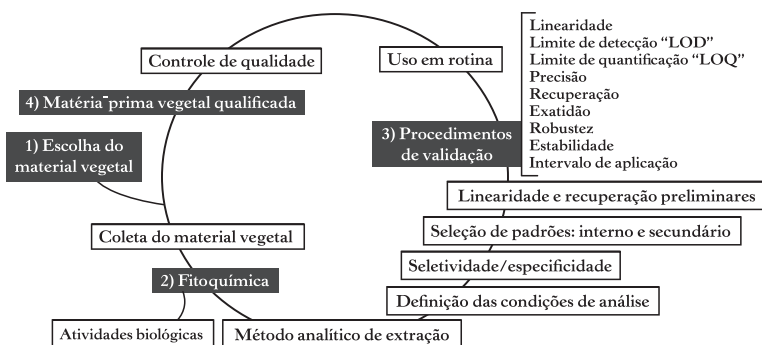 Controle de qualidade
4) Matéria-prima vegetal qualificada
1) Escolha do
material vegetal
Coleta do material vegetal
2) Fitoquímica
Atividades biológicas
Método analítico de extração
Definição das condições de análise
Seletividade/especificidade
Seleção de padrões: interno e secundário
Linearidade e recuperação preliminares
3) Procedimentos
de validação
Linearidade
Limite de detecção “LOD”
Limite de quantificação “LOQ”
Precisão
Recuperação
Exatidão
Robustez
Estabilidade
Intervalo de aplicação
Uso em rotina